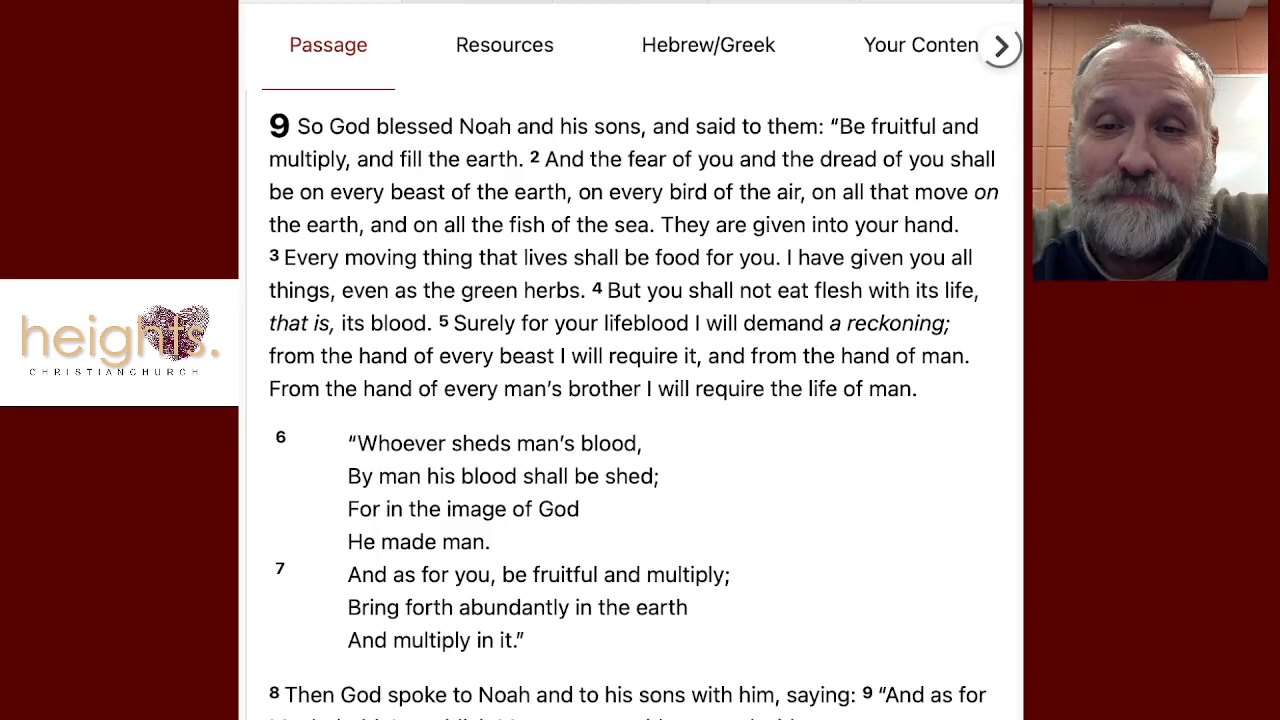 Passage
Resources
Hebrew/Greek
Your Conten
9 So God blessed Noah and his sons, and said to them: “Be fruitful and
multiply, and fill the earth. 2 And the fear of you and the dread of you shall
be on every beast of the earth, on every bird of the air, on all that move on
the earth, and on all the fish of the sea. They are given into your hand.
3 Every moving thing that lives shall be food for you. I have given you all
things, even as the green herbs. 4 But you shall not eat flesh with its life,
that is, its blood. 5 Surely for your lifeblood I will demand a reckoning;
from the hand of every beast I will require it, and from the hand of man.
From the hand of every man’s brother I will require the life of man.
6 “Whoever sheds man’s blood,
By man his blood shall be shed;
For in the image of God
He made man.
7 And as for you, be fruitful and multiply;
Bring forth abundantly in the earth
And multiply in it.”
8 Then God spoke to Noah and to his sons with him, saying: 9 “And as for
heights.
CHRISTIANCHURCH